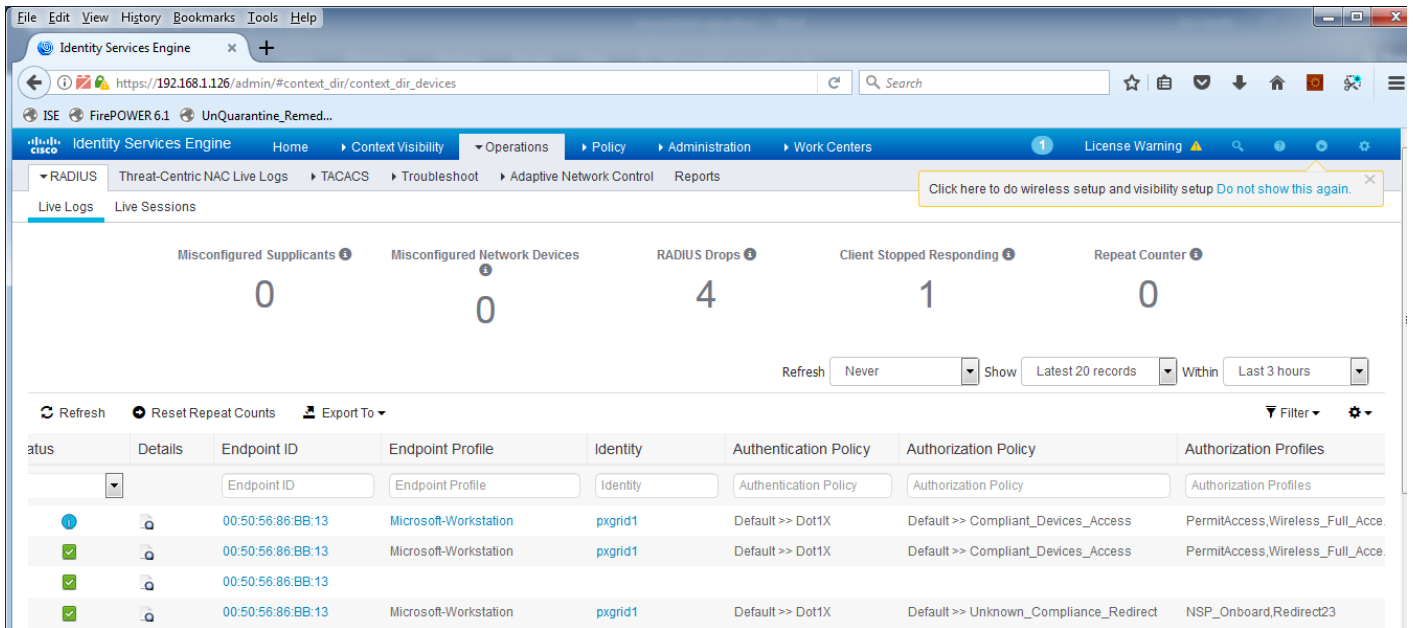 File Edit View History Bookmarks Tools Help
Identity Services Engine × +
https://192.168.1.126/admin/#context_dir/context_dir_devices Search
ISE FirePOWER 6.1 UnQuarantine_Remed...
CISCO Identity Services Engine Home Context Visibility Operations Policy Administration Work Centers 1 License Warning
RADIUS Threat-Centric NAC Live Logs TACACS Troubleshoot Adaptive Network Control Reports
Click here to do wireless setup and visibility setup Do not show this again.
Live Logs Live Sessions
Misconfigured Supplicants Misconfigured Network Devices RADIUS Drops Client Stopped Responding Repeat Counter
0 0 4 1 0
Refresh Never Show Latest 20 records Within Last 3 hours
Refresh Reset Repeat Counts Export To Filter
atus Details Endpoint ID Endpoint Profile Identity Authentication Policy Authorization Policy Authorization Profiles
Endpoint ID Endpoint Profile Identity Authentication Policy Authorization Policy Authorization Profiles
00:50:56:86:BB:13 Microsoft-Workstation pxgrid1 Default >> Dot1X Default >> Compliant_Devices_Access PermitAccess,Wireless_Full_Acce.
00:50:56:86:BB:13 Microsoft-Workstation pxgrid1 Default >> Dot1X Default >> Compliant_Devices_Access PermitAccess,Wireless_Full_Acce.
00:50:56:86:BB:13
00:50:56:86:BB:13 Microsoft-Workstation pxgrid1 Default >> Dot1X Default >> Unknown_Compliance_Redirect NSP_Onboard,Redirect23